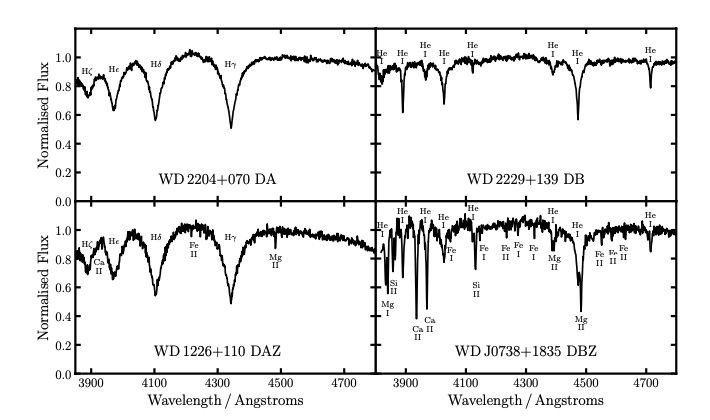 Normalised Flux
1.0
0.8
0.6
0.4
0.2
0.0
Hζ
Hϵ
Hδ
Hγ
WD 2204+070 DA
He
I
He
I
He
I
He
I
He
I
He
I
He
I
He
I
WD 2229+139 DB
Normalised Flux
1.0
0.8
0.6
0.4
0.2
0.0
Hζ
Ca
II
Hϵ
Hδ
Fe
II
Hγ
Mg
II
WD 1226+110 DAZ
3900
4100
4300
4500
4700
Wavelength / Angstroms
He
I
Mg
I
Si
II
He
I
Ca
II
He
I
Ca
II
He
I
Fe
I
He
I
Si
II
Fe
I
Fe
II
Fe
I
Fe
I
He
I
Mg
II
He
I
Mg
II
Fe
II
Fe
II
Fe
II
He
I
WD J0738+1835 DBZ
3900
4100
4300
4500
4700
Wavelength / Angstroms